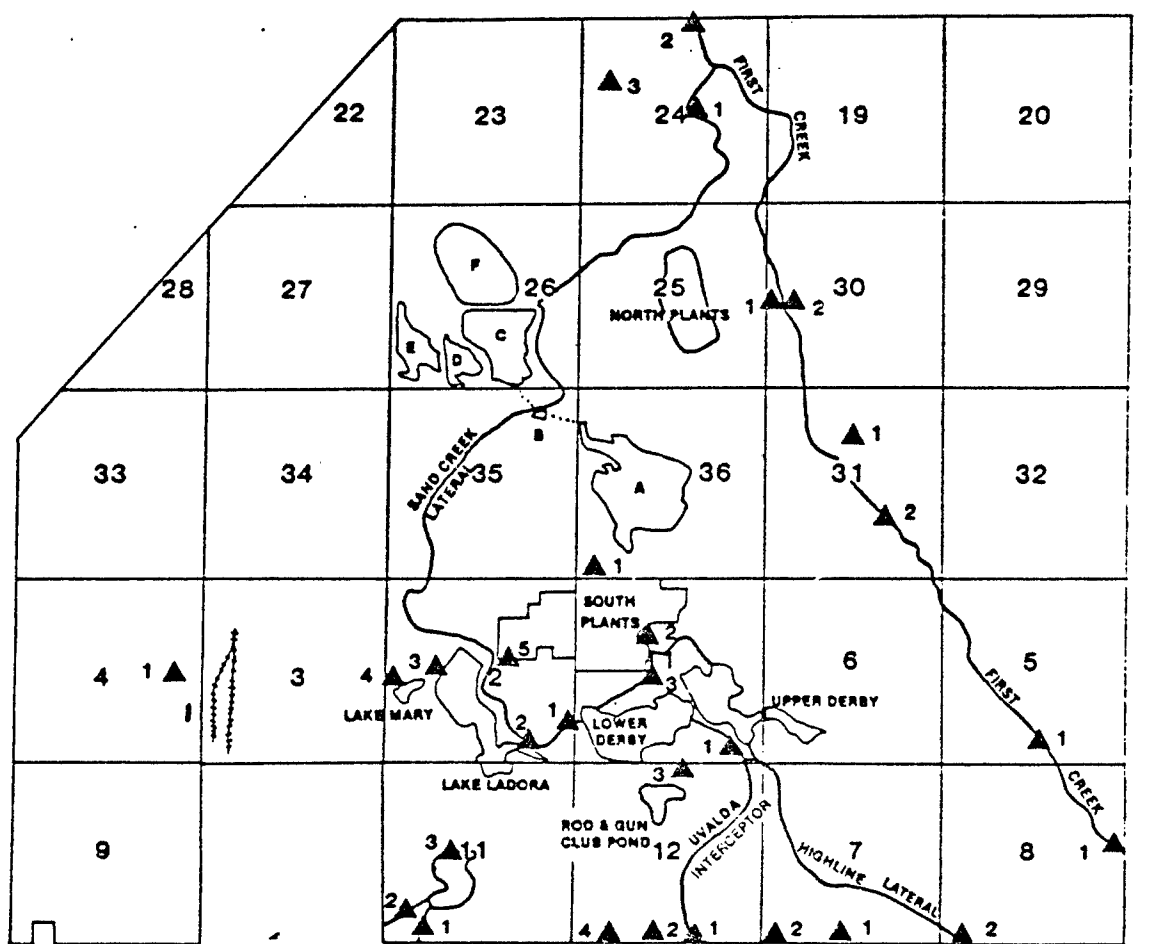 2
FIRST
3
22
23
24
1
19
20
CREEK
F
28
27
26
25
1
2
30
29
NORTH PLANTS
C
E
D
B
1
SAND CREEK
LATERAL
33
34
35
36
31
32
A
2
1
SOUTH
PLANTS
2
5
6
5
4
1
3
4
3
2
3
FIRST
LAKE MARY
UPPER DERBY
1
LOWER
DERBY
2
1
1
3
LAKE LADORA
CREEK
UVALDA
INTERCEPTOR
ROD & GUN
CLUB POND
9
3
11
12
7
8
1
HIGHLINE LATERAL
2
1
4
2
1
2
1
2